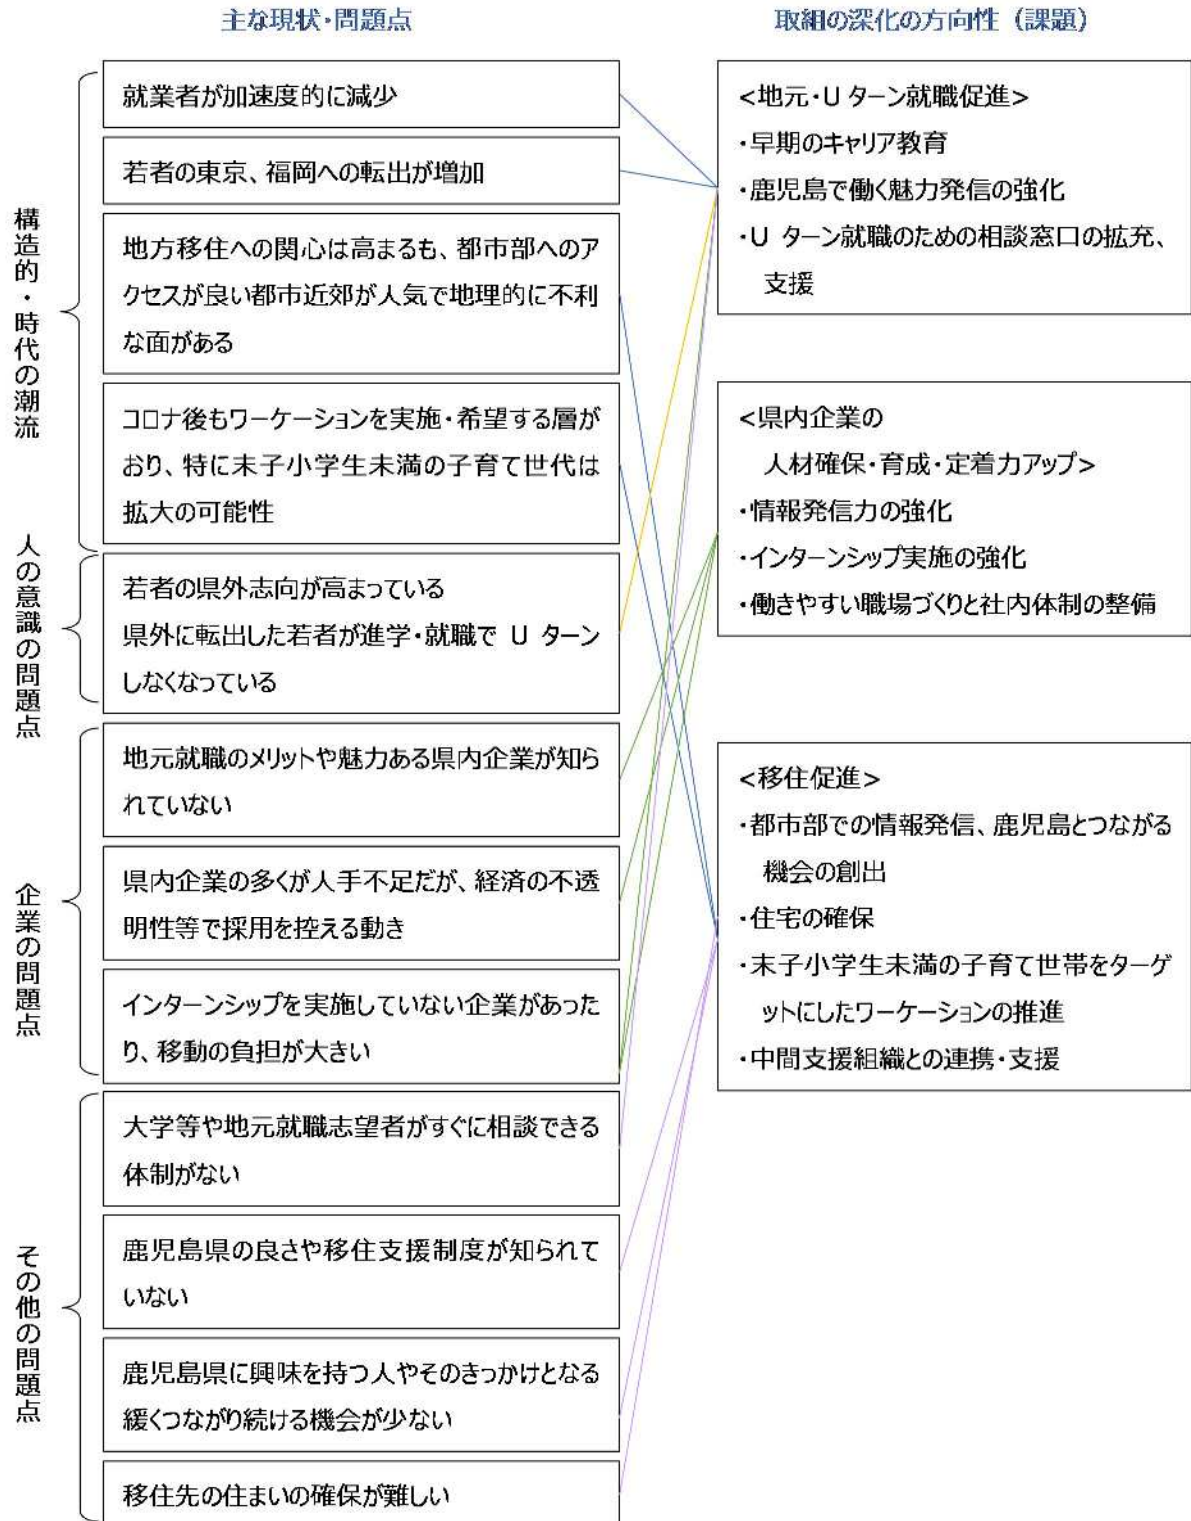 主な現状・問題点
取組の深化の方向性（課題）
構造的・時代の潮流
就業者が加速度的に減少
若者の東京、福岡への転出が増加
地方移住への関心は高まるも、都市部へのア
クセスが良い都市近郊が人気で地理的に不利
な面がある
コロナ後もワーケーションを実施・希望する層が
おり、特に末子小学生未満の子育て世代は
拡大の可能性
人の意識の問題点
若者の県外志向が高まっている
県外に転出した若者が進学・就職で U ターン
しなくなっている
企業の問題点
地元就職のメリットや魅力ある県内企業が知ら
れていない
県内企業の多くが人手不足だが、経済の不透
明性等で採用を控える動き
インターンシップを実施していない企業があった
り、移動の負担が大きい
その他の問題点
大学等や地元就職志望者がすぐに相談できる
体制がない
鹿児島県の良さや移住支援制度が知られて
いない
鹿児島県に興味を持つ人やそのきっかけとなる
緩くつながり続ける機会が少ない
移住先の住まいの確保が難しい
<地元・U ターン就職促進>
・早期のキャリア教育
・鹿児島で働く魅力発信の強化
・U ターン就職のための相談窓口の拡充、
支援
<県内企業の
人材確保・育成・定着力アップ>
・情報発信力の強化
・インターンシップ実施の強化
・働きやすい職場づくりと社内体制の整備
<移住促進>
・都市部での情報発信、鹿児島とつながる
機会の創出
・住宅の確保
・末子小学生未満の子育て世帯をターゲ
ットにしたワーケーションの推進
・中間支援組織との連携・支援